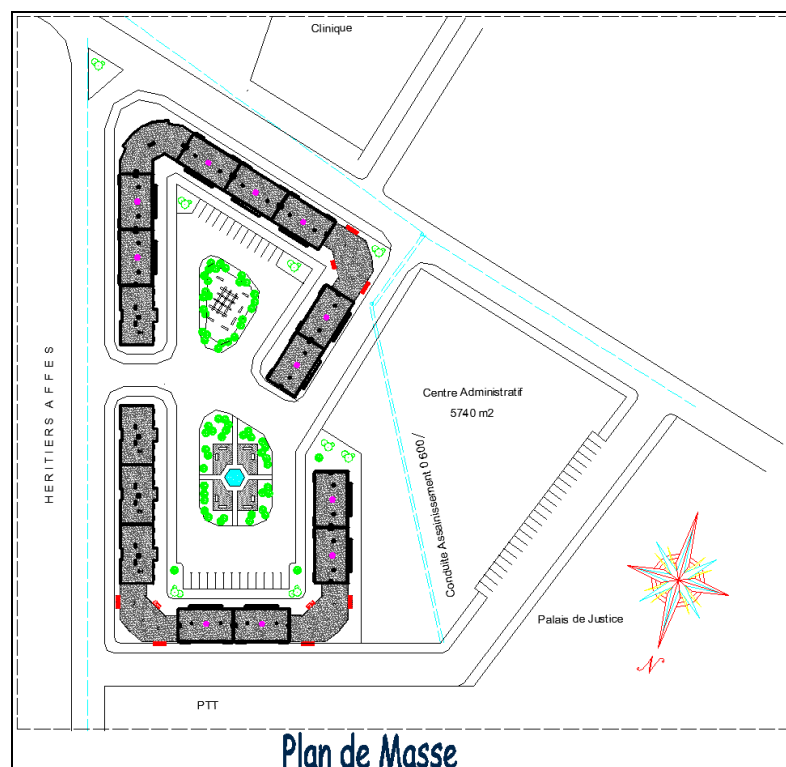 Clinique
HERITIERS AFFES
Centre Administratif
5740 m2
Conduite Assainissement 0 600/
Palais de Justice
N
PTT
Plan de Masse